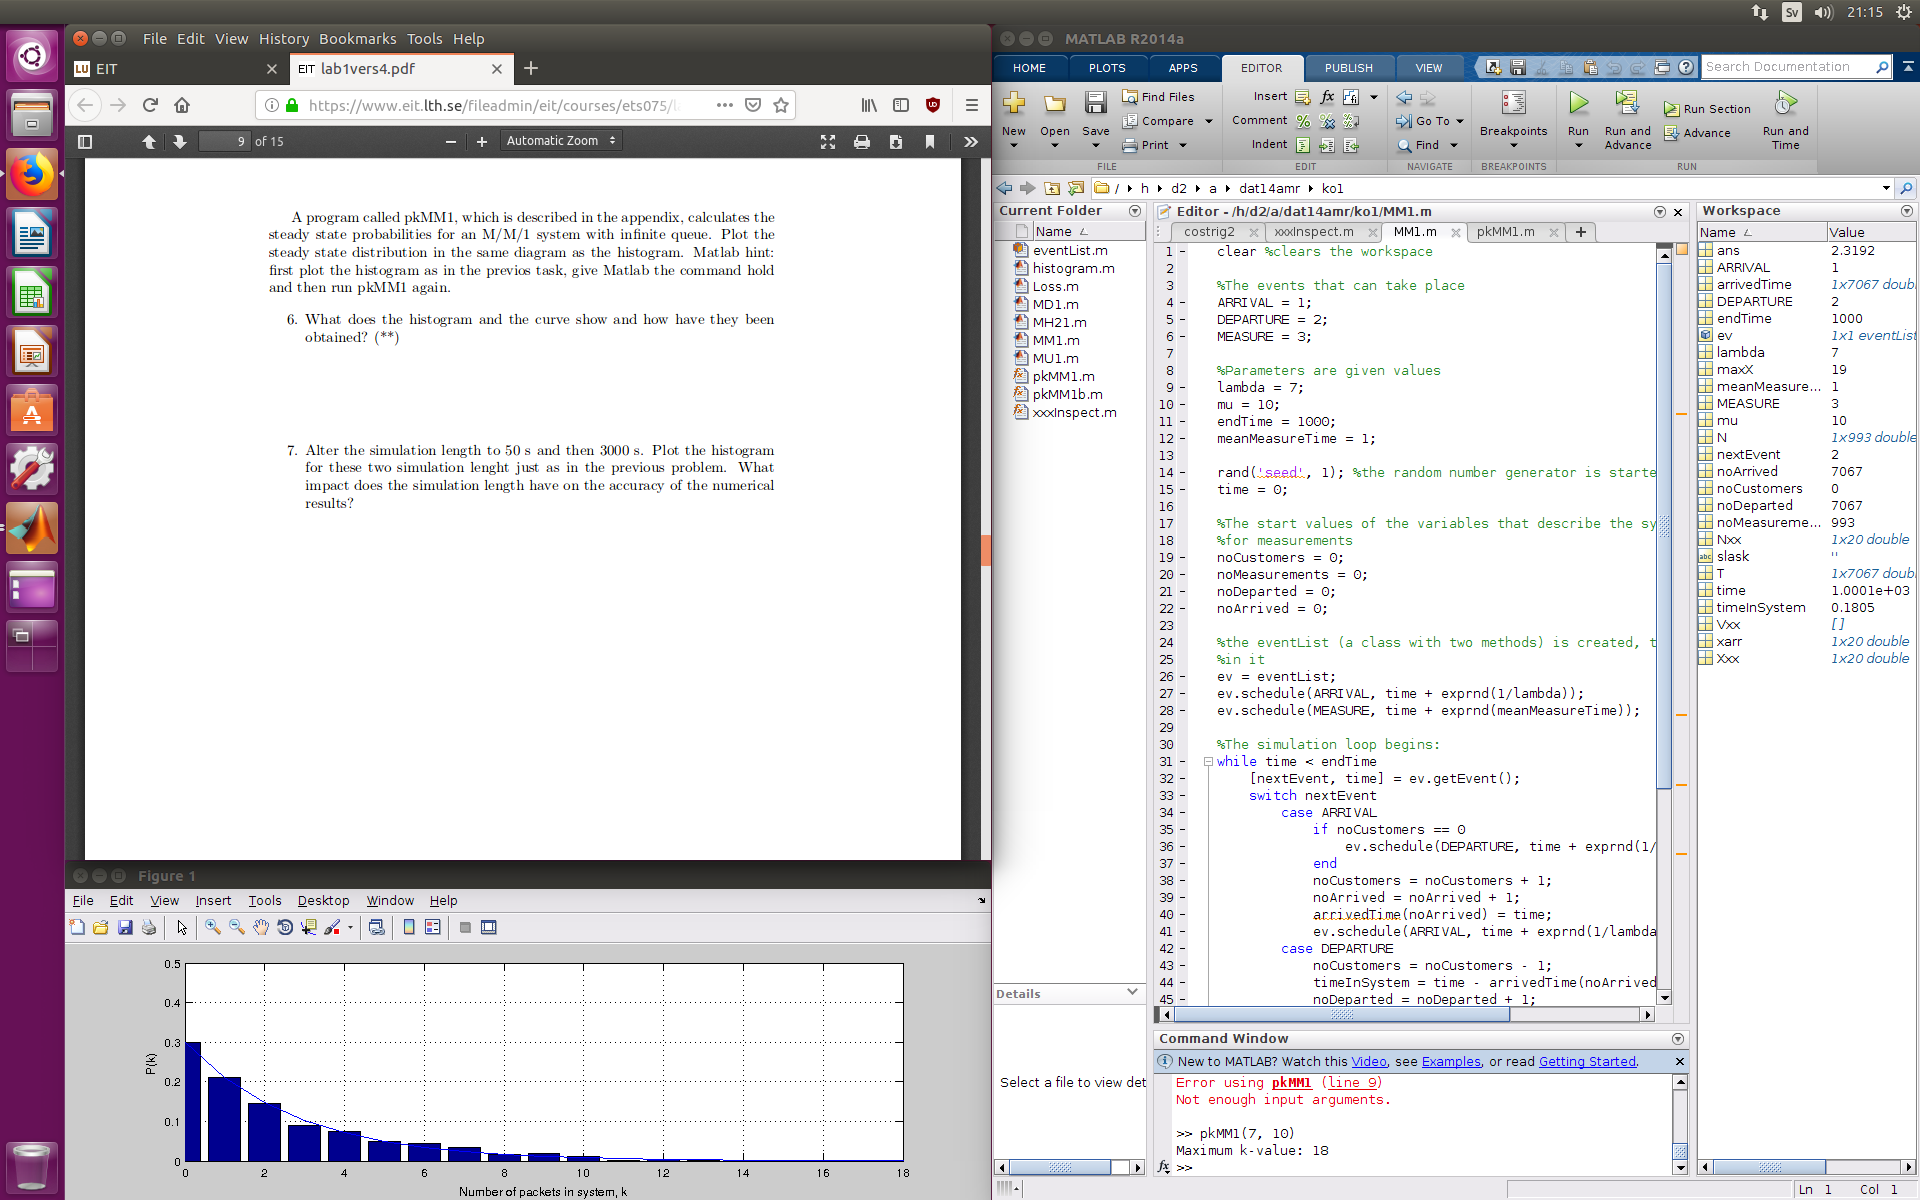 Sv
21:15
File Edit View History Bookmarks Tools Help
LU EIT
EIT lab1vers4.pdf
https://www.eit.lth.se/fileadmin/eit/courses/ets075/l
9 of 15
Automatic Zoom
A program called pkMM1, which is described in the appendix, calculates the
steady state probabilities for an M/M/1 system with infinite queue. Plot the
steady state distribution in the same diagram as the histogram. Matlab hint:
first plot the histogram as in the previos task, give Matlab the command hold
and then run pkMM1 again.
6. What does the histogram and the curve show and how have they been
obtained? (**)
7. Alter the simulation length to 50 s and then 3000 s. Plot the histogram
for these two simulation lenght just as in the previous problem. What
impact does the simulation length have on the accuracy of the numerical
results?
Figure 1
File Edit View Insert Tools Desktop Window Help
0.5
0.4
0.3
0.2
0.1
0
P(k)
0 2 4 6 8 10 12 14 16 18
Number of packets in system, k
MATLAB R2014a
HOME PLOTS APPS EDITOR PUBLISH VIEW
Search Documentation
New Open Save
Find Files
Compare
Print
FILE
Insert
Comment
Indent
EDIT
Go To
Find
NAVIGATE
Breakpoints
BREAKPOINTS
Run
Run and Advance
Run Section
Advance
Run and Time
RUN
/ h d2 a dat14amr ko1
Current Folder
Name
eventList.m
histogram.m
Loss.m
MD1.m
MH21.m
MM1.m
MU1.m
pkMM1.m
pkMM1b.m
xxxInspect.m
Details
Select a file to view det
Editor - /h/d2/a/dat14amr/ko1/MM1.m
costrig2 xxxInspect.m MM1.m pkMM1.m
1 clear %clears the workspace
2
3 %The events that can take place
4 ARRIVAL = 1;
5 DEPARTURE = 2;
6 MEASURE = 3;
7
8 %Parameters are given values
9 lambda = 7;
10 mu = 10;
11 endTime = 1000;
12 meanMeasureTime = 1;
13
14 rand('seed', 1); %the random number generator is starte
15 time = 0;
16
17 %The start values of the variables that describe the sy
18 %for measurements
19 noCustomers = 0;
20 noMeasurements = 0;
21 noDeparted = 0;
22 noArrived = 0;
23
24 %the eventList (a class with two methods) is created, t
25 %in it
26 ev = eventList;
27 ev.schedule(ARRIVAL, time + exprnd(1/lambda));
28 ev.schedule(MEASURE, time + exprnd(meanMeasureTime));
29
30 %The simulation loop begins:
31 while time < endTime
32 [nextEvent, time] = ev.getEvent();
33 switch nextEvent
34 case ARRIVAL
35 if noCustomers == 0
36 ev.schedule(DEPARTURE, time + exprnd(1/
37 end
38 noCustomers = noCustomers + 1;
39 noArrived = noArrived + 1;
40 arrivedTime(noArrived) = time;
41 ev.schedule(ARRIVAL, time + exprnd(1/lambda
42 case DEPARTURE
43 noCustomers = noCustomers - 1;
44 timeInSystem = time - arrivedTime(noArrived
45 noDeparted = noDeparted + 1;
Command Window
New to MATLAB? Watch this Video, see Examples, or read Getting Started.
Error using pkMM1 (line 9)
Not enough input arguments.
>> pkMM1(7, 10)
Maximum k-value: 18
fx >>
Workspace
Name Value
ans 2.3192
ARRIVAL 1
arrivedTime 1x7067 doubl
DEPARTURE 2
endTime 1000
ev 1x1 eventList
lambda 7
maxX 19
meanMeasure... 1
MEASURE 3
mu 10
N 1x993 double
nextEvent 2
noArrived 7067
noCustomers 0
noDeparted 7067
noMeasureme... 993
Nxx 1x20 double
slask ''
T 1x7067 doubl
time 1.0001e+03
timeInSystem 0.1805
Vxx []
xarr 1x20 double
Xxx 1x20 double
Ln 1 Col 1